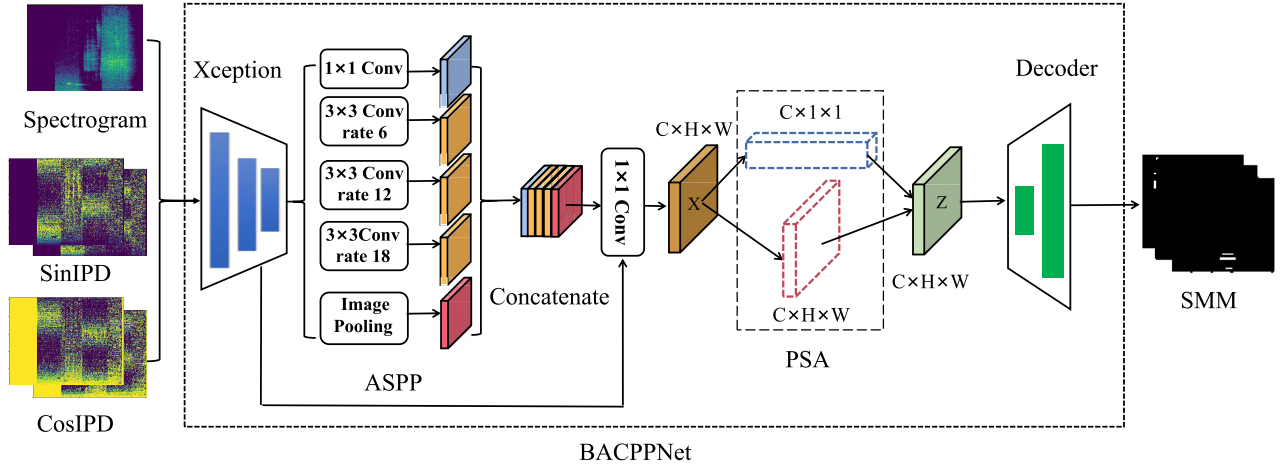 Spectrogram
SinIPD
CosIPD
Xception
1×1 Conv
3×3 Conv
rate 6
3×3 Conv
rate 12
3×3Conv
rate 18
Image
Pooling
ASPP
Concatenate
1×1 Conv
C×H×W
X
C×1×1
C×H×W
PSA
Z
C×H×W
Decoder
SMM
BACPPNet